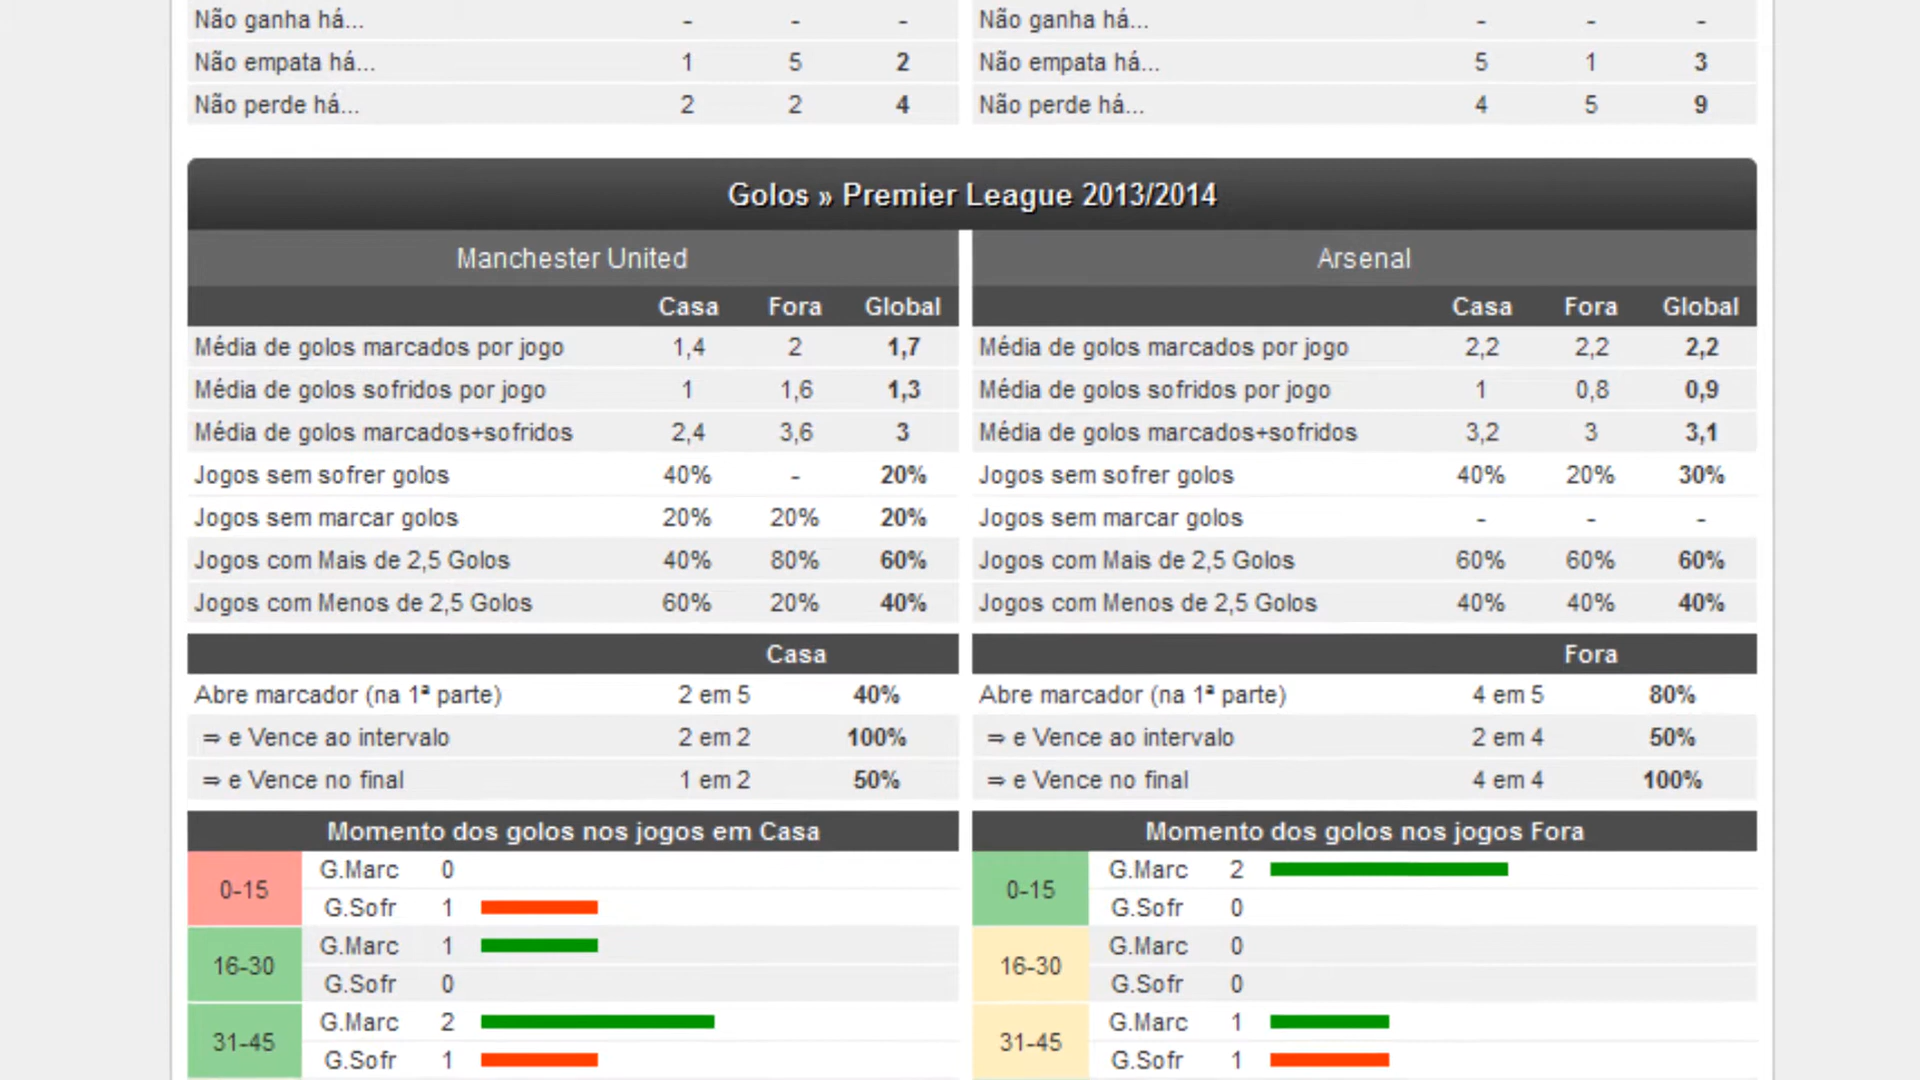 Não ganha há... - - - Não ganha há... - - -
Não empata há... 1 5 2 Não empata há... 5 1 3
Não perde há... 2 2 4 Não perde há... 4 5 9
Golos » Premier League 2013/2014
Manchester United Arsenal
Casa Fora Global Casa Fora Global
Média de golos marcados por jogo 1,4 2 1,7 Média de golos marcados por jogo 2,2 2,2 2,2
Média de golos sofridos por jogo 1 1,6 1,3 Média de golos sofridos por jogo 1 0,8 0,9
Média de golos marcados+sofridos 2,4 3,6 3 Média de golos marcados+sofridos 3,2 3 3,1
Jogos sem sofrer golos 40% - 20% Jogos sem sofrer golos 40% 20% 30%
Jogos sem marcar golos 20% 20% 20% Jogos sem marcar golos - - -
Jogos com Mais de 2,5 Golos 40% 80% 60% Jogos com Mais de 2,5 Golos 60% 60% 60%
Jogos com Menos de 2,5 Golos 60% 20% 40% Jogos com Menos de 2,5 Golos 40% 40% 40%
Casa Fora
Abre marcador (na 1ª parte) 2 em 5 40% Abre marcador (na 1ª parte) 4 em 5 80%
⇒ e Vence ao intervalo 2 em 2 100% ⇒ e Vence ao intervalo 2 em 4 50%
⇒ e Vence no final 1 em 2 50% ⇒ e Vence no final 4 em 4 100%
Momento dos golos nos jogos em Casa Momento dos golos nos jogos Fora
0-15 G.Marc 0 0-15 G.Marc 2
G.Sofr 1 G.Sofr 0
16-30 G.Marc 1 16-30 G.Marc 0
G.Sofr 0 G.Sofr 0
31-45 G.Marc 2 31-45 G.Marc 1
G.Sofr 1 G.Sofr 1